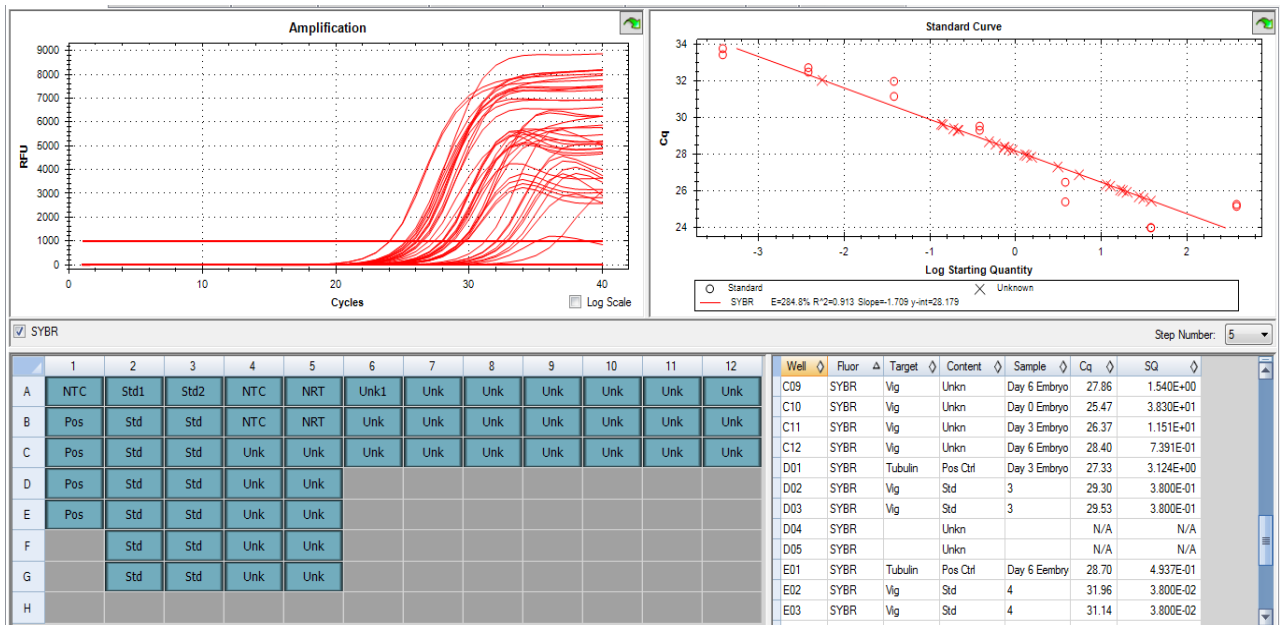 Amplification
9000
8000
7000
6000
5000
4000
3000
2000
1000
0
RFU
0 10 20 30 40
Cycles
Log Scale
Standard Curve
34
32
30
28
26
24
Cq
-3 -2 -1 0 1 2
Log Starting Quantity
Standard Unknown
SYBR E=284.8% R^2=0.913 Slope=-1.709 y-int=28.179
SYBR
Step Number: 5
1 2 3 4 5 6 7 8 9 10 11 12
A NTC Std1 Std2 NTC NRT Unk1 Unk Unk Unk Unk Unk Unk
B Pos Std Std NTC NRT Unk Unk Unk Unk Unk Unk Unk
C Pos Std Std Unk Unk Unk Unk Unk Unk Unk Unk Unk
D Pos Std Std Unk Unk
E Pos Std Std Unk Unk
F Std Std Unk Unk
G Std Std Unk Unk
H
Well Fluor Target Content Sample Cq SQ
C09 SYBR Vig Unkn Day 6 Embryo 27.86 1.540E+00
C10 SYBR Vig Unkn Day 0 Embryo 25.47 3.830E+01
C11 SYBR Vig Unkn Day 3 Embryo 26.37 1.151E+01
C12 SYBR Vig Unkn Day 6 Embryo 28.40 7.391E-01
D01 SYBR Tubulin Pos Ctrl Day 3 Embryo 27.33 3.124E+00
D02 SYBR Vig Std 3 29.30 3.800E-01
D03 SYBR Vig Std 3 29.53 3.800E-01
D04 SYBR Unkn N/A N/A
D05 SYBR Unkn N/A N/A
E01 SYBR Tubulin Pos Ctrl Day 6 Eembry 28.70 4.937E-01
E02 SYBR Vig Std 4 31.96 3.800E-02
E03 SYBR Vig Std 4 31.14 3.800E-02